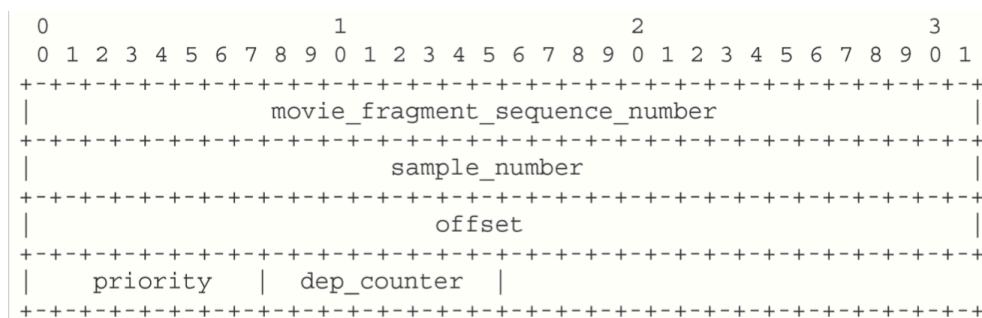 0 1 2 3
0 1 2 3 4 5 6 7 8 9 0 1 2 3 4 5 6 7 8 9 0 1 2 3 4 5 6 7 8 9 0 1
+-+-+-+-+-+-+-+-+-+-+-+-+-+-+-+-+-+-+-+-+-+-+-+-+-+-+-+-+-+-+-+-+
| movie_fragment_sequence_number |
+-+-+-+-+-+-+-+-+-+-+-+-+-+-+-+-+-+-+-+-+-+-+-+-+-+-+-+-+-+-+-+-+
| sample_number |
+-+-+-+-+-+-+-+-+-+-+-+-+-+-+-+-+-+-+-+-+-+-+-+-+-+-+-+-+-+-+-+-+
| offset |
+-+-+-+-+-+-+-+-+-+-+-+-+-+-+-+-+-+-+-+-+-+-+-+-+-+-+-+-+-+-+-+-+
| priority | dep_counter |
+-+-+-+-+-+-+-+-+-+-+-+-+-+-+-+-+-+-+-+-+-+-+-+-+-+-+-+-+-+-+-+-+